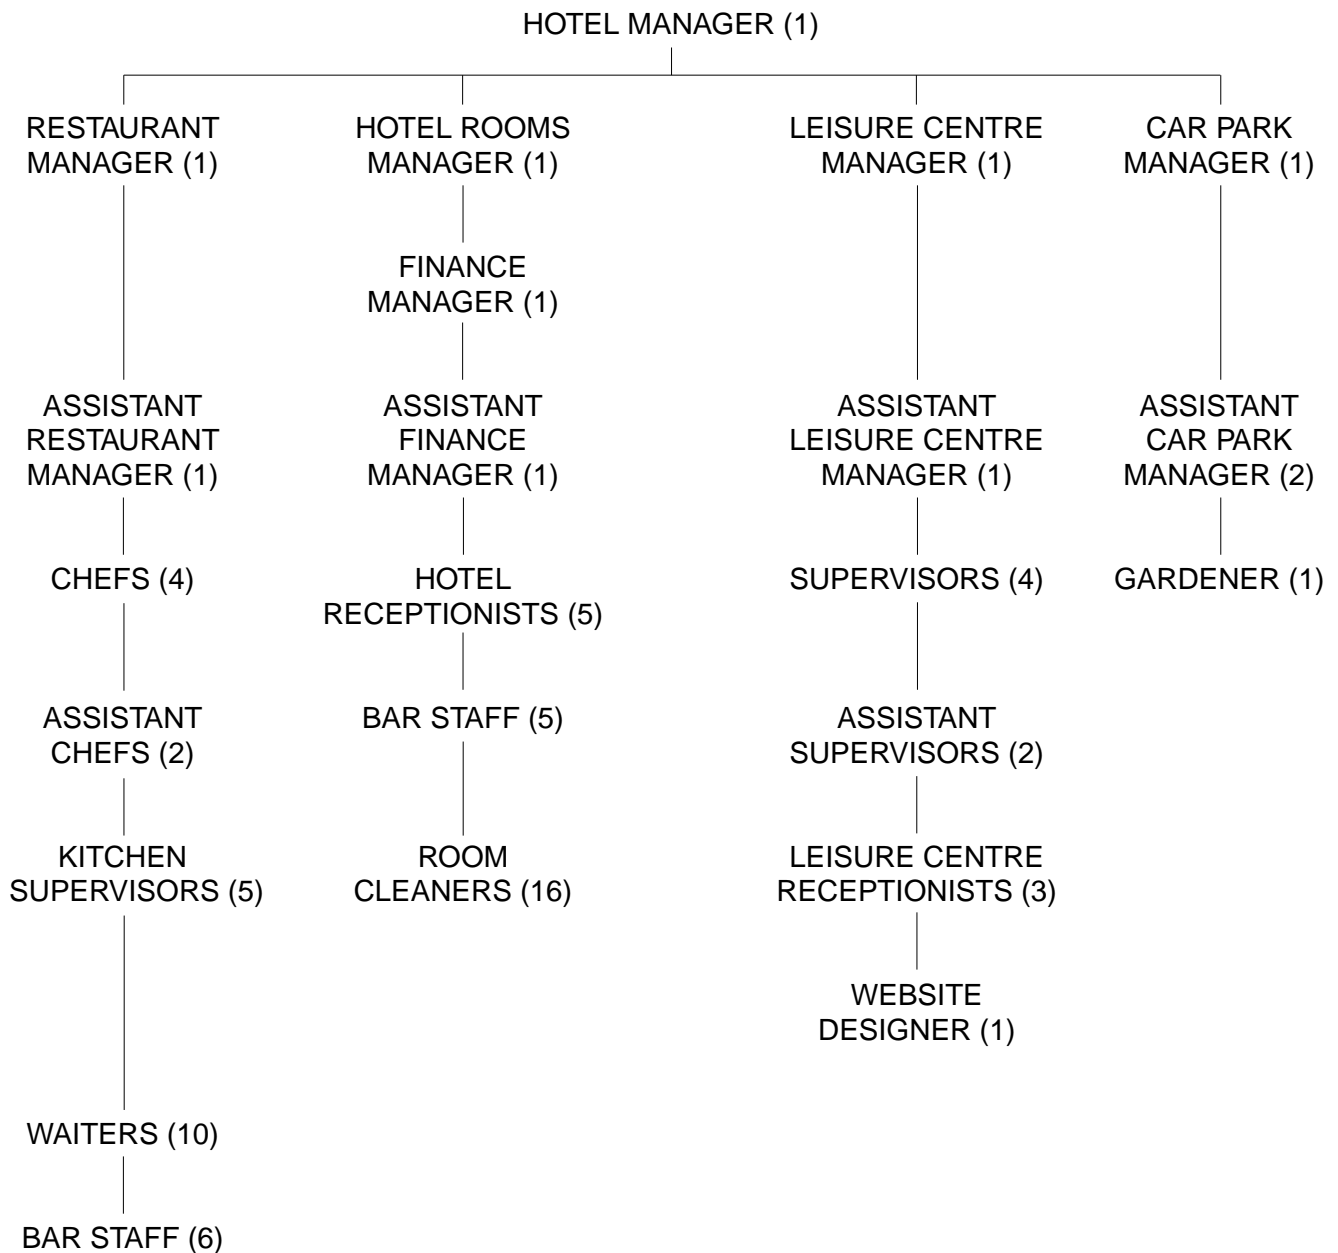 HOTEL MANAGER (1)
RESTAURANT
MANAGER (1)
HOTEL ROOMS
MANAGER (1)
LEISURE CENTRE
MANAGER (1)
CAR PARK
MANAGER (1)
FINANCE
MANAGER (1)
ASSISTANT
RESTAURANT
MANAGER (1)
ASSISTANT
FINANCE
MANAGER (1)
ASSISTANT
LEISURE CENTRE
MANAGER (1)
ASSISTANT
CAR PARK
MANAGER (2)
CHEFS (4)
HOTEL
RECEPTIONISTS (5)
SUPERVISORS (4)
GARDENER (1)
ASSISTANT
CHEFS (2)
BAR STAFF (5)
ASSISTANT
SUPERVISORS (2)
KITCHEN
SUPERVISORS (5)
ROOM
CLEANERS (16)
LEISURE CENTRE
RECEPTIONISTS (3)
WEBSITE
DESIGNER (1)
WAITERS (10)
BAR STAFF (6)